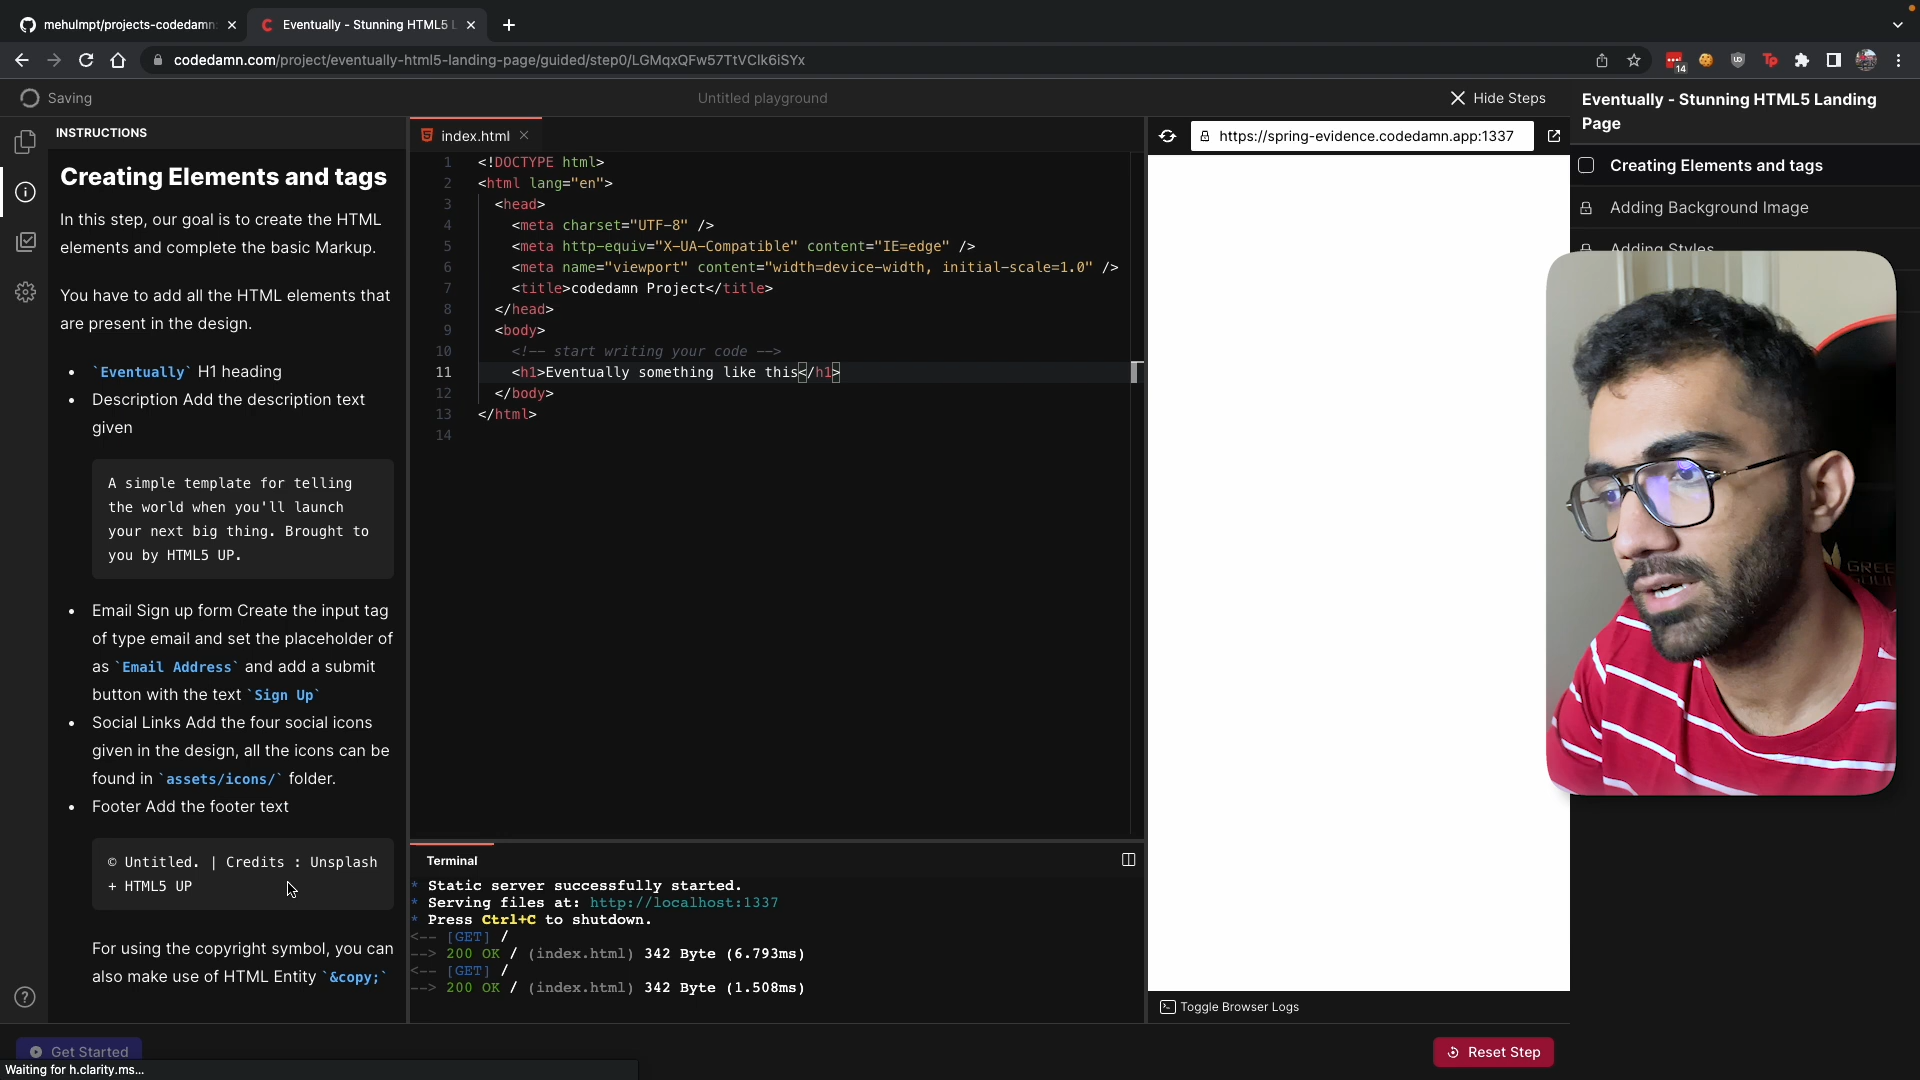 mehulmpt/projects-codedamn
Eventually - Stunning HTML5 L
codedamn.com/project/eventually-html5-landing-page/guided/step0/LGMqxQFw57TtVClk6iSYx
14
Saving
Untitled playground
Hide Steps
INSTRUCTIONS
Creating Elements and tags
In this step, our goal is to create the HTML
elements and complete the basic Markup.
You have to add all the HTML elements that
are present in the design.
• `Eventually` H1 heading
• Description Add the description text
given
A simple template for telling
the world when you'll launch
your next big thing. Brought to
you by HTML5 UP.
• Email Sign up form Create the input tag
of type email and set the placeholder of
as `Email Address` and add a submit
button with the text `Sign Up`
• Social Links Add the four social icons
given in the design, all the icons can be
found in `assets/icons/` folder.
• Footer Add the footer text
© Untitled. | Credits : Unsplash
+ HTML5 UP
For using the copyright symbol, you can
also make use of HTML Entity `&copy;`
Get Started
Waiting for h.clarity.ms...
index.html
1 <!DOCTYPE html>
2 <html lang="en">
3 <head>
4 <meta charset="UTF-8" />
5 <meta http-equiv="X-UA-Compatible" content="IE=edge" />
6 <meta name="viewport" content="width=device-width, initial-scale=1.0" />
7 <title>codedamn Project</title>
8 </head>
9 <body>
10 <!-- start writing your code -->
11 <h1>Eventually something like this</h1>
12 </body>
13 </html>
14
Terminal
* Static server successfully started.
* Serving files at: http://localhost:1337
* Press Ctrl+C to shutdown.
<-- [GET] /
--> 200 OK / (index.html) 342 Byte (6.793ms)
<-- [GET] /
--> 200 OK / (index.html) 342 Byte (1.508ms)
https://spring-evidence.codedamn.app:1337
Toggle Browser Logs
Reset Step
Eventually - Stunning HTML5 Landing
Page
Creating Elements and tags
Adding Background Image
Adding Styles